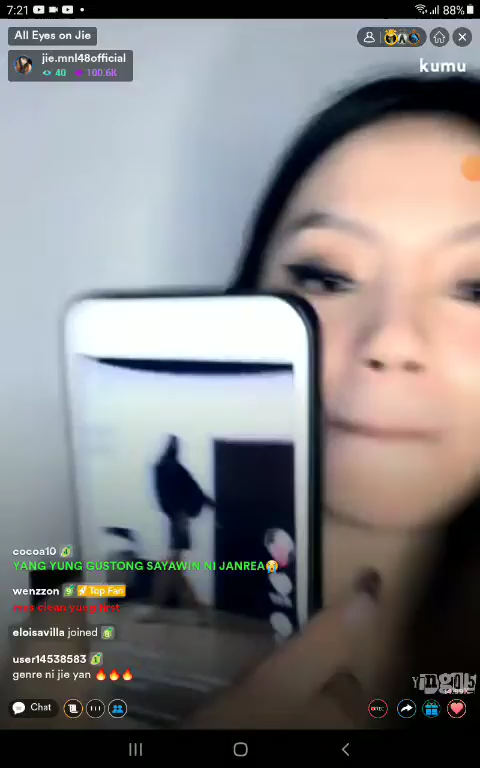 7:21
88%
All Eyes on Jie
jie.mnl48official
40
100.6K
kumu
cocoa10
YANG YUNG GUSTONG SAYAWIN NI JANREA😭
wenzzon Top Fan
clean yung first
eloisavilla joined
user14538583
genre ni jie yan 🔥🔥🔥
Chat